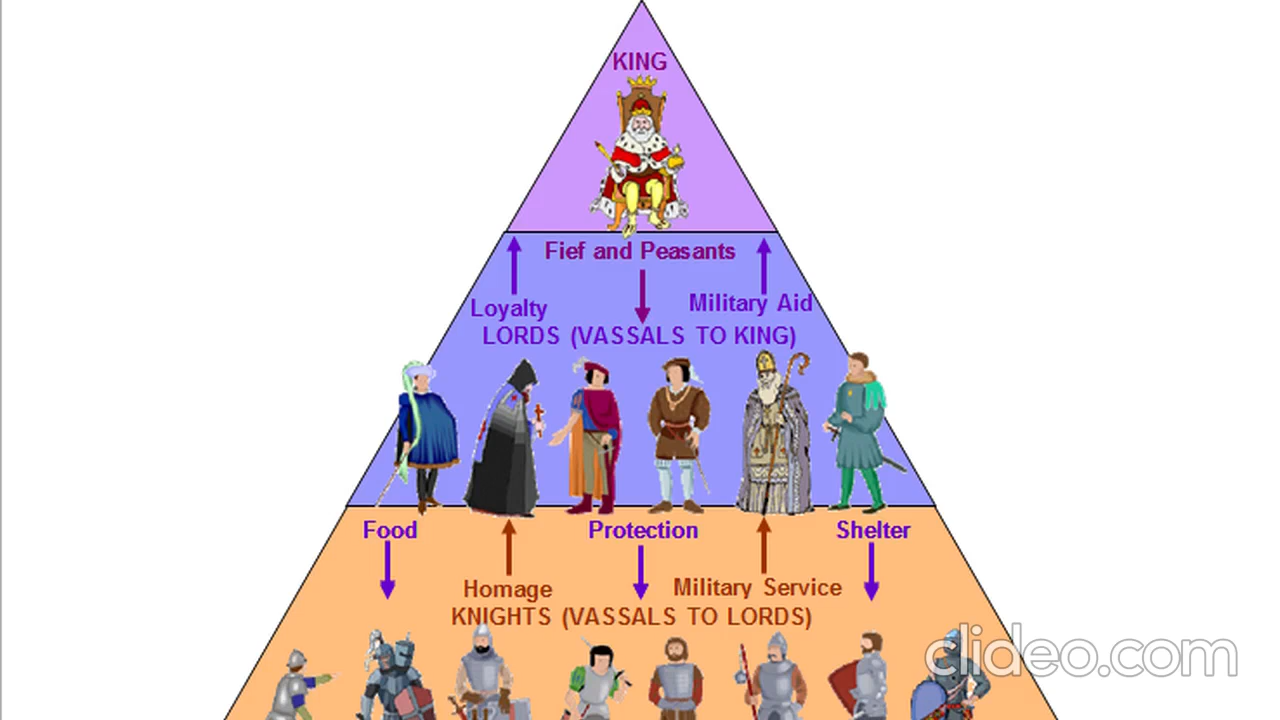 KING
Fief and Peasants
Loyalty
Military Aid
LORDS (VASSALS TO KING)
Food
Protection
Shelter
Homage
Military Service
KNIGHTS (VASSALS TO LORDS)
clideo.com